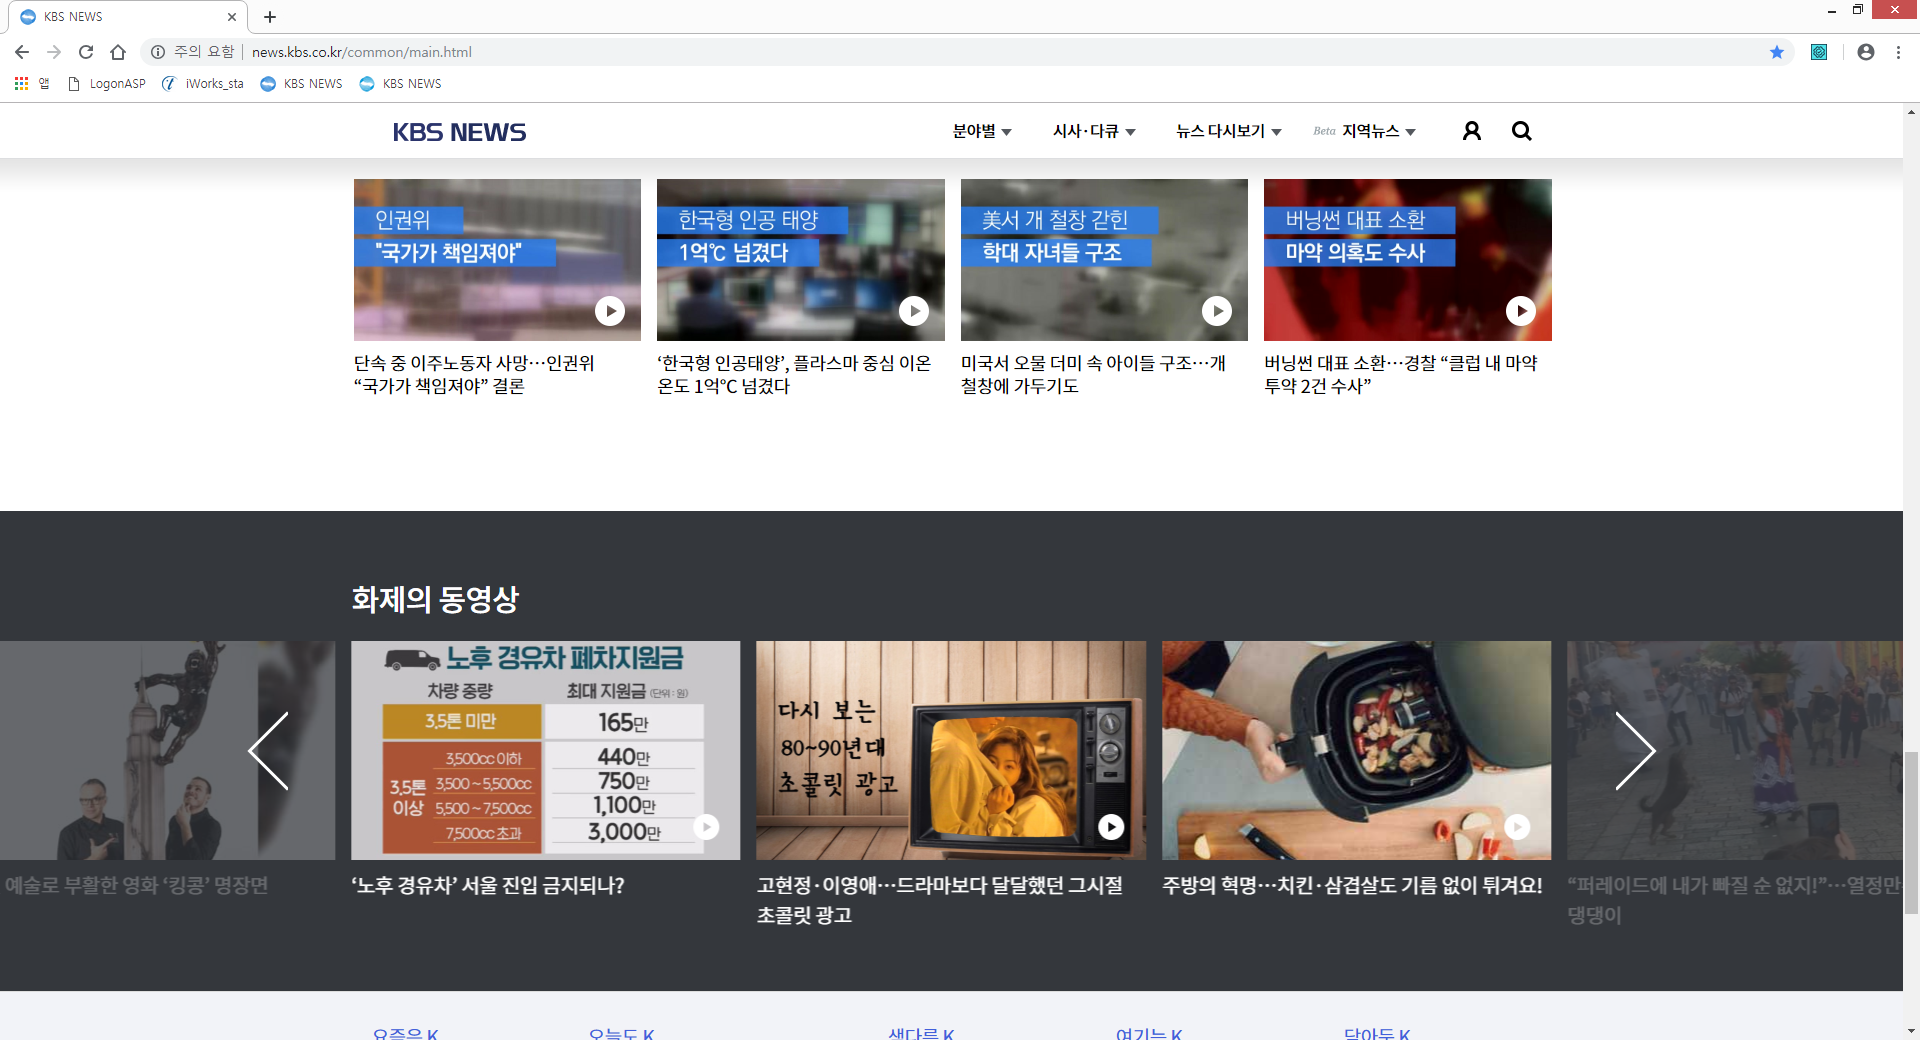 KBS NEWS
주의 요함
news.kbs.co.kr/common/main.html
앱
LogonASP
iWorks_sta
KBS NEWS
KBS NEWS
KBS NEWS
분야별
시사·다큐
뉴스 다시보기
Beta 지역뉴스
인권위
"국가가 책임져야"
단속 중 이주노동자 사망…인권위
“국가가 책임져야” 결론
한국형 인공 태양
1억℃ 넘겼다
‘한국형 인공태양’, 플라스마 중심 이온
온도 1억℃ 넘겼다
美서 개 철창 갇힌
학대 자녀들 구조
미국서 오물 더미 속 아이들 구조…개
철창에 가두기도
버닝썬 대표 소환
마약 의혹도 수사
버닝썬 대표 소환…경찰 “클럽 내 마약
투약 2건 수사”
화제의 동영상
예술로 부활한 영화 ‘킹콩’ 명장면
노후 경유차 폐차지원금
차량 중량 최대 지원금 (단위 : 원)
3.5톤 미만 165만
3.5톤 이상
3,500cc 이하 440만
3,500 ~ 5,500cc 750만
5,500 ~ 7,500cc 1,100만
7,500cc 초과 3,000만
‘노후 경유차’ 서울 진입 금지되나?
다시 보는
80~90년대
초콜릿 광고
고현정·이영애…드라마보다 달달했던 그시절
초콜릿 광고
주방의 혁명…치킨·삼겹살도 기름 없이 튀겨요!
“퍼레이드에 내가 빠질 순 없지!”…열정만
댕댕이
요즘은 K
오늘도 K
색다른 K
여기는 K
담아두 K